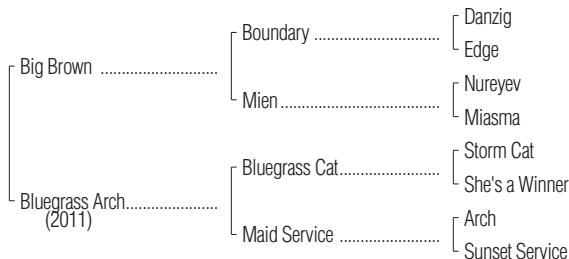 Danzig
Boundary ........................
Edge
Big Brown ........................
Nureyev
Mien ........................
Miasma
Storm Cat
Bluegrass Cat ........................
She's a Winner
Bluegrass Arch ........................
(2011)
Arch
Maid Service ........................
Sunset Service